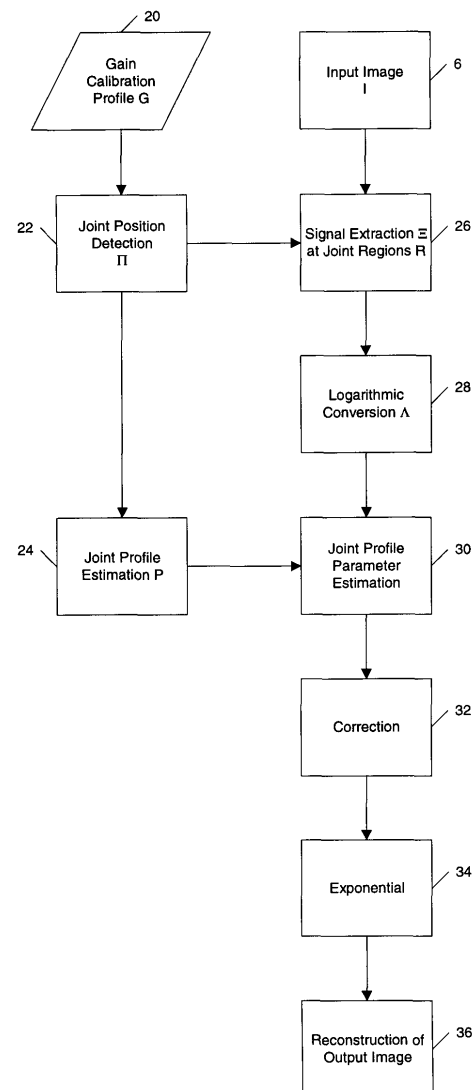 20
Gain
Calibration
Profile G
6
Input Image
I
22
Joint Position
Detection
Π
26
Signal Extraction Ξ
at Joint Regions R
28
Logarithmic
Conversion Λ
24
Joint Profile
Estimation P
30
Joint Profile
Parameter
Estimation
32
Correction
34
Exponential
36
Reconstruction of
Output Image